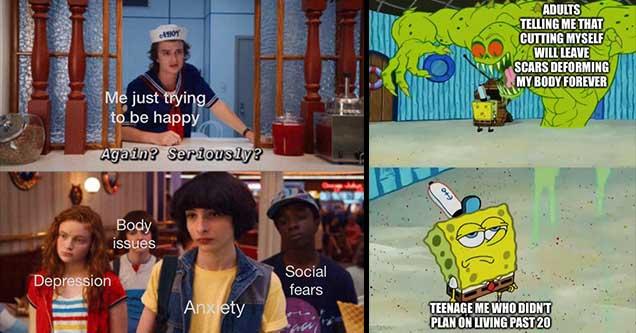 AHOY
Me just trying
to be happy
Again? Seriously?
Body
issues
Depression
Social
fears
Anxiety
ADULTS
TELLING ME THAT
CUTTING MYSELF
WILL LEAVE
SCARS DEFORMING
MY BODY FOREVER
TEENAGE ME WHO DIDN'T
PLAN ON LIVING PAST 20